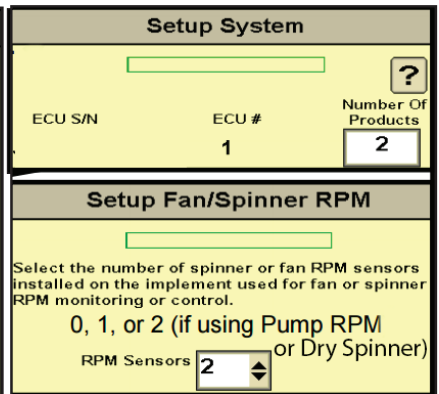 Setup System
?
Number Of
ECU S/N ECU # Products
1 2
Setup Fan/Spinner RPM
Select the number of spinner or fan RPM sensors
installed on the implement used for fan or spinner
RPM monitoring or control.
0, 1, or 2 (if using Pump RPM
or Dry Spinner)
RPM Sensors 2